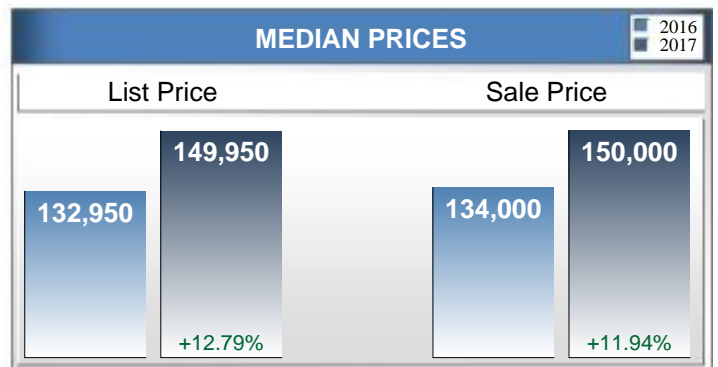 MEDIAN PRICES
2016
2017
List Price
Sale Price
132,950
149,950
+12.79%
134,000
150,000
+11.94%